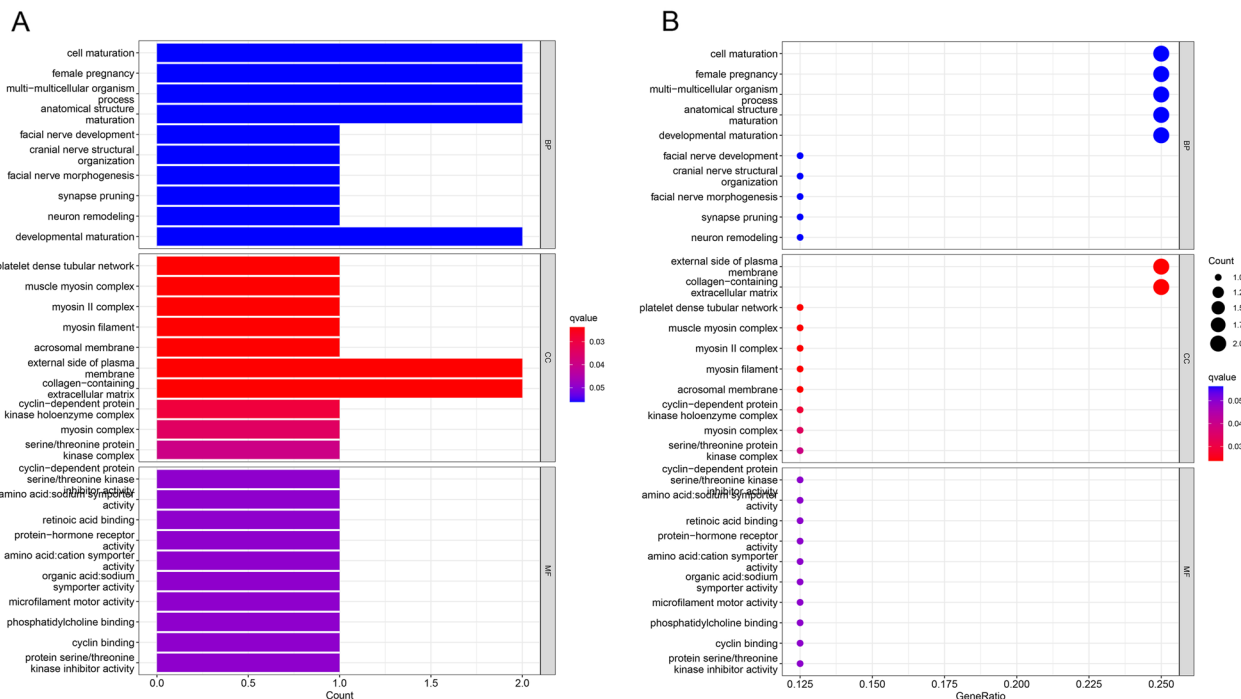 A
cell maturation
female pregnancy
multi−multicellular organism
process
anatomical structure
maturation
facial nerve development
cranial nerve structural
organization
facial nerve morphogenesis
synapse pruning
neuron remodeling
developmental maturation
BP
platelet dense tubular network
muscle myosin complex
myosin II complex
myosin filament
acrosomal membrane
external side of plasma
membrane
collagen−containing
extracellular matrix
cyclin−dependent protein
kinase holoenzyme complex
myosin complex
serine/threonine protein
kinase complex
CC
cyclin−dependent protein
serine/threonine kinase
inhibitor activity
amino acid:sodium symporter
activity
retinoic acid binding
protein−hormone receptor
activity
amino acid:cation symporter
activity
organic acid:sodium
symporter activity
microfilament motor activity
phosphatidylcholine binding
cyclin binding
protein serine/threonine
kinase inhibitor activity
MF
0.0 0.5 1.0 1.5 2.0
Count
qvalue
0.03
0.04
0.05
B
cell maturation
female pregnancy
multi−multicellular organism
process
anatomical structure
maturation
developmental maturation
facial nerve development
cranial nerve structural
organization
facial nerve morphogenesis
synapse pruning
neuron remodeling
BP
external side of plasma
membrane
collagen−containing
extracellular matrix
platelet dense tubular network
muscle myosin complex
myosin II complex
myosin filament
acrosomal membrane
cyclin−dependent protein
kinase holoenzyme complex
myosin complex
serine/threonine protein
kinase complex
CC
cyclin−dependent protein
serine/threonine kinase
inhibitor activity
amino acid:sodium symporter
activity
retinoic acid binding
protein−hormone receptor
activity
amino acid:cation symporter
activity
organic acid:sodium
symporter activity
microfilament motor activity
phosphatidylcholine binding
cyclin binding
protein serine/threonine
kinase inhibitor activity
MF
0.125 0.150 0.175 0.200 0.225 0.250
GeneRatio
Count
1.0
1.2
1.5
1.7
2.0
qvalue
0.05
0.04
0.03